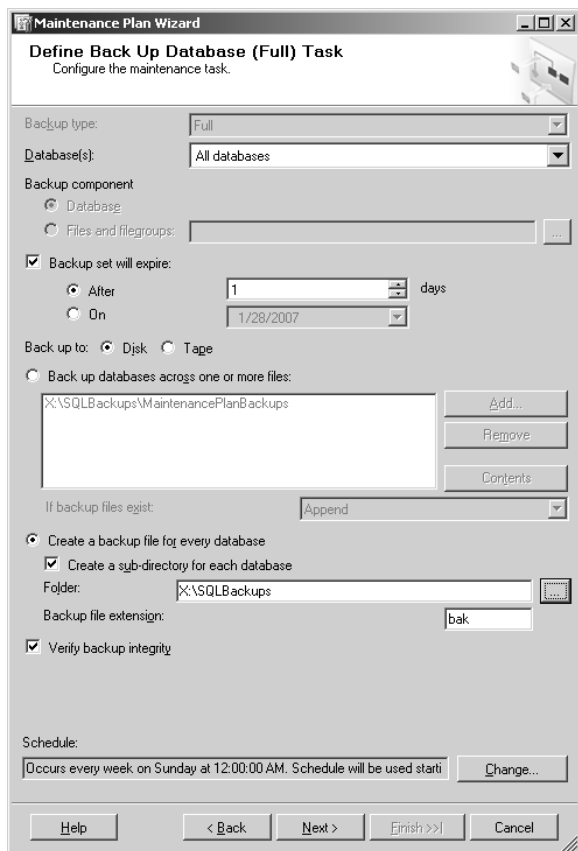 Maintenance Plan Wizard
Define Back Up Database (Full) Task
Configure the maintenance task.
Backup type: Full
Database(s): All databases
Backup component
Database
Files and filegroups: ...
Backup set will expire:
After 1 days
On 1/28/2007
Back up to: Disk Tape
Back up databases across one or more files:
X:\SQLBackups\MaintenancePlanBackups Add...
Remove
Contents
If backup files exist: Append
Create a backup file for every database
Create a sub-directory for each database
Folder: X:\SQLBackups ...
Backup file extension: bak
Verify backup integrity
Schedule:
Occurs every week on Sunday at 12:00:00 AM. Schedule will be used starti Change...
Help < Back Next > Finish >>| Cancel